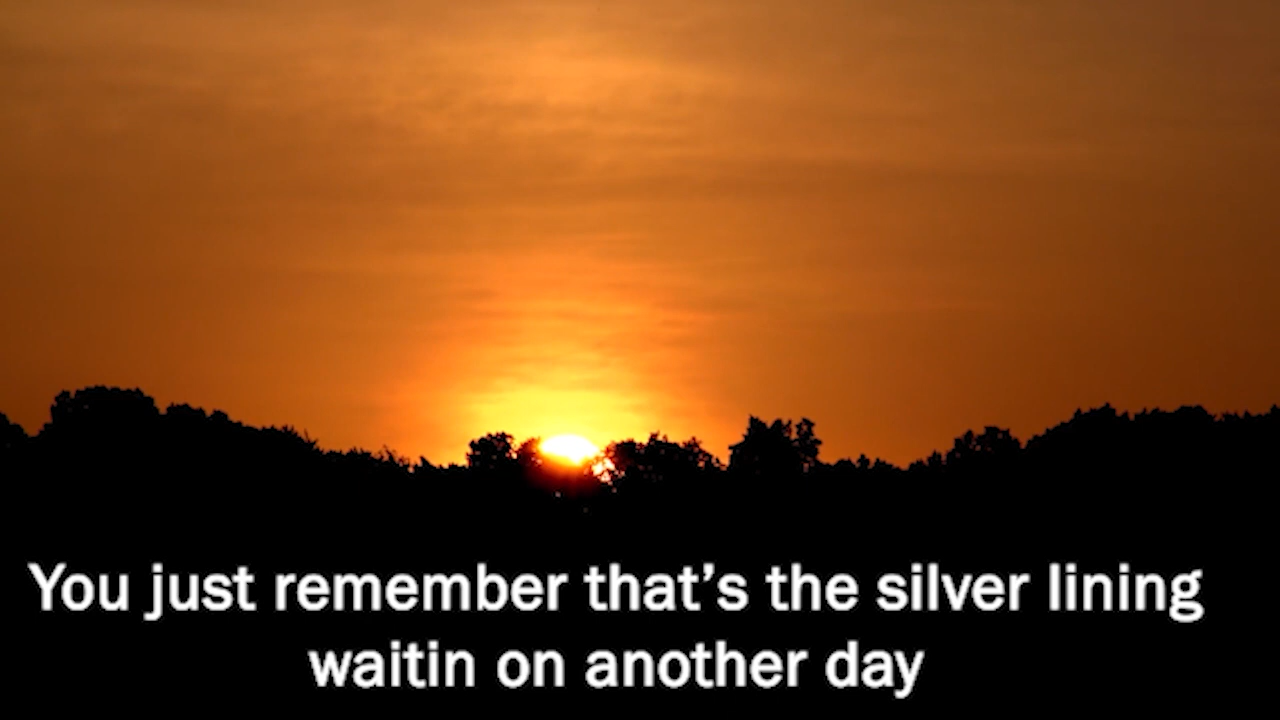 You just remember that’s the silver lining
waitin on another day